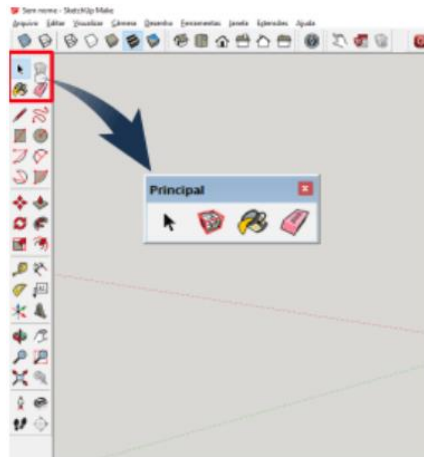 Sem nome - SketchUp Make
Arquivo Editar Visualizar Câmera Desenho Ferramentas Janela Extensões Ajuda
Principal